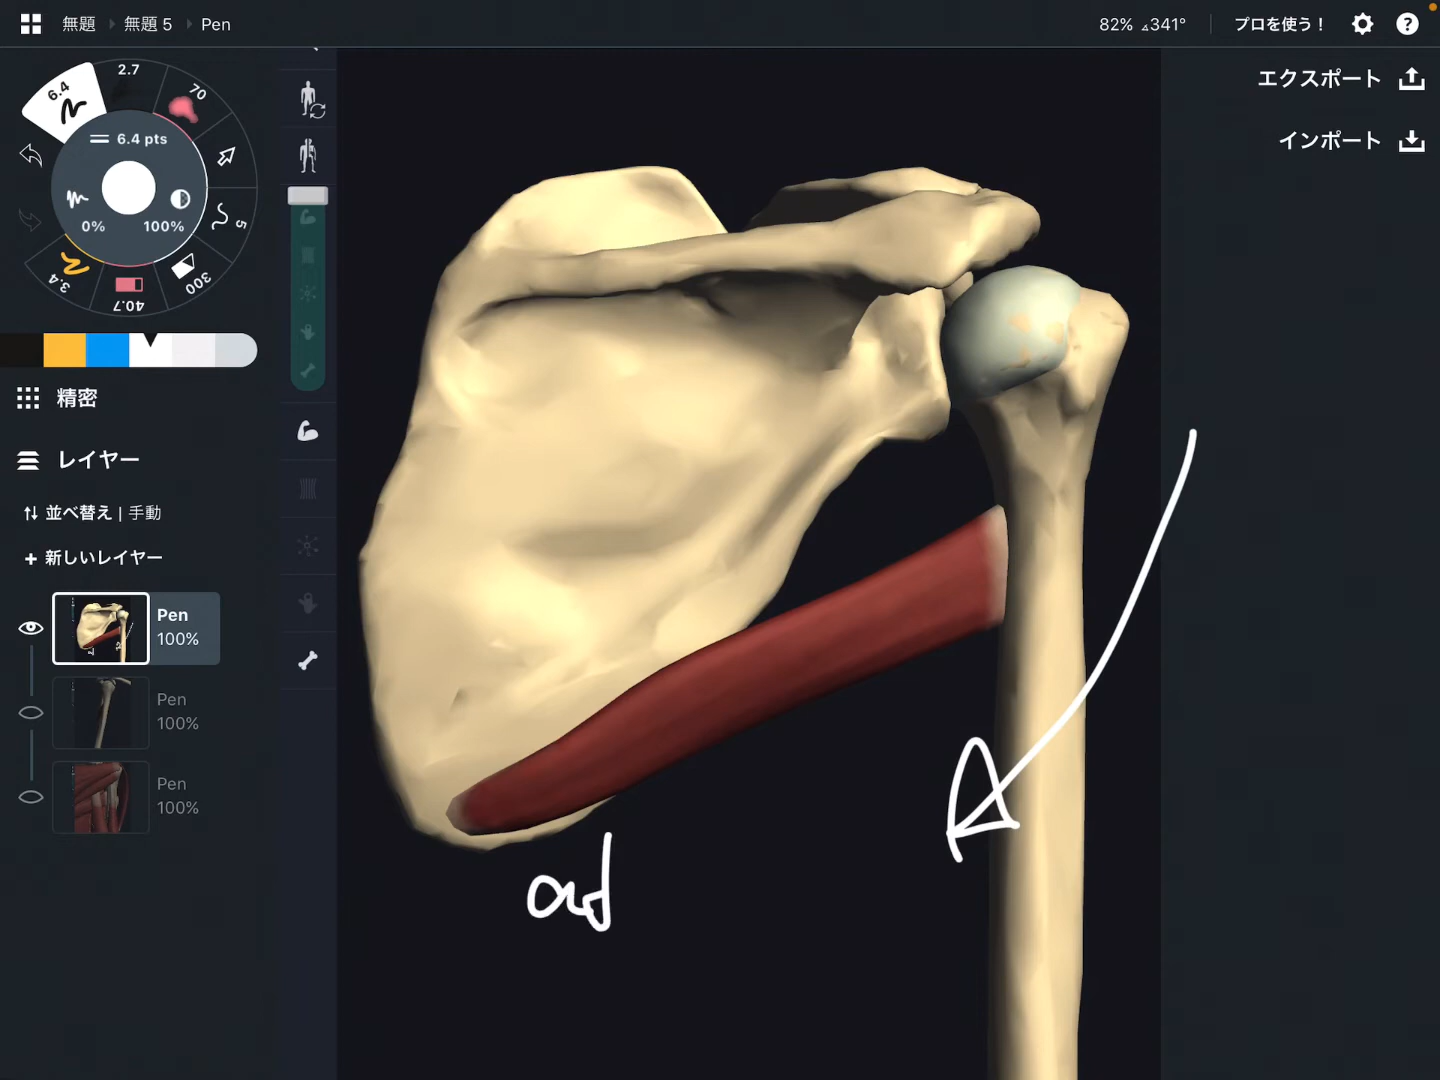 無題 無題 5 Pen
82% ⊿341° プロを使う！ ?
エクスポート
インポート
2.7
6.4
70
6.4 pts
0% 100%
5
3.4
40.7
300
精密
レイヤー
並べ替え | 手動
+ 新しいレイヤー
Pen
100%
Pen
100%
Pen
100%
ad